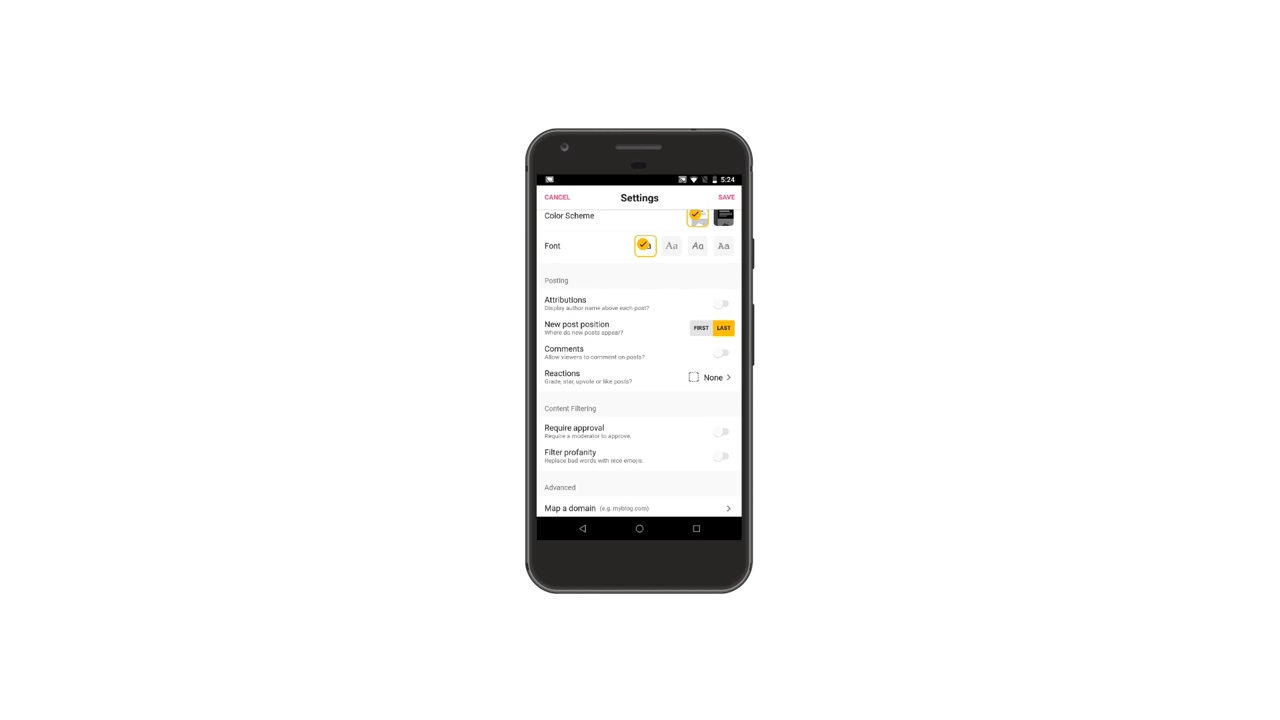 5:24
CANCEL Settings SAVE
Color Scheme
Font Aa Aa Aa
Posting
Attributions
Display author name above each post?
New post position FIRST LAST
Where do new posts appear?
Comments
Allow viewers to comment on posts?
Reactions None
Grade, star, upvote or like posts?
Content Filtering
Require approval
Require a moderator to approve.
Filter profanity
Replace bad words with nice emojis.
Advanced
Map a domain (e.g. myblog.com)